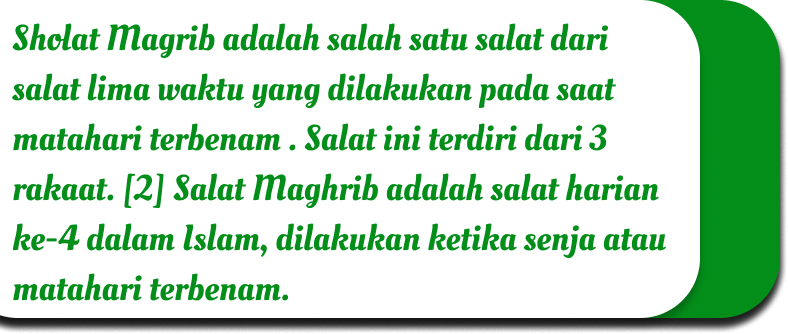 Sholat Magrib adalah salah satu salat dari
salat lima waktu yang dilakukan pada saat
matahari terbenam . Salat ini terdiri dari 3
rakaat. [2] Salat Maghrib adalah salat harian
ke-4 dalam Islam, dilakukan ketika senja atau
matahari terbenam.